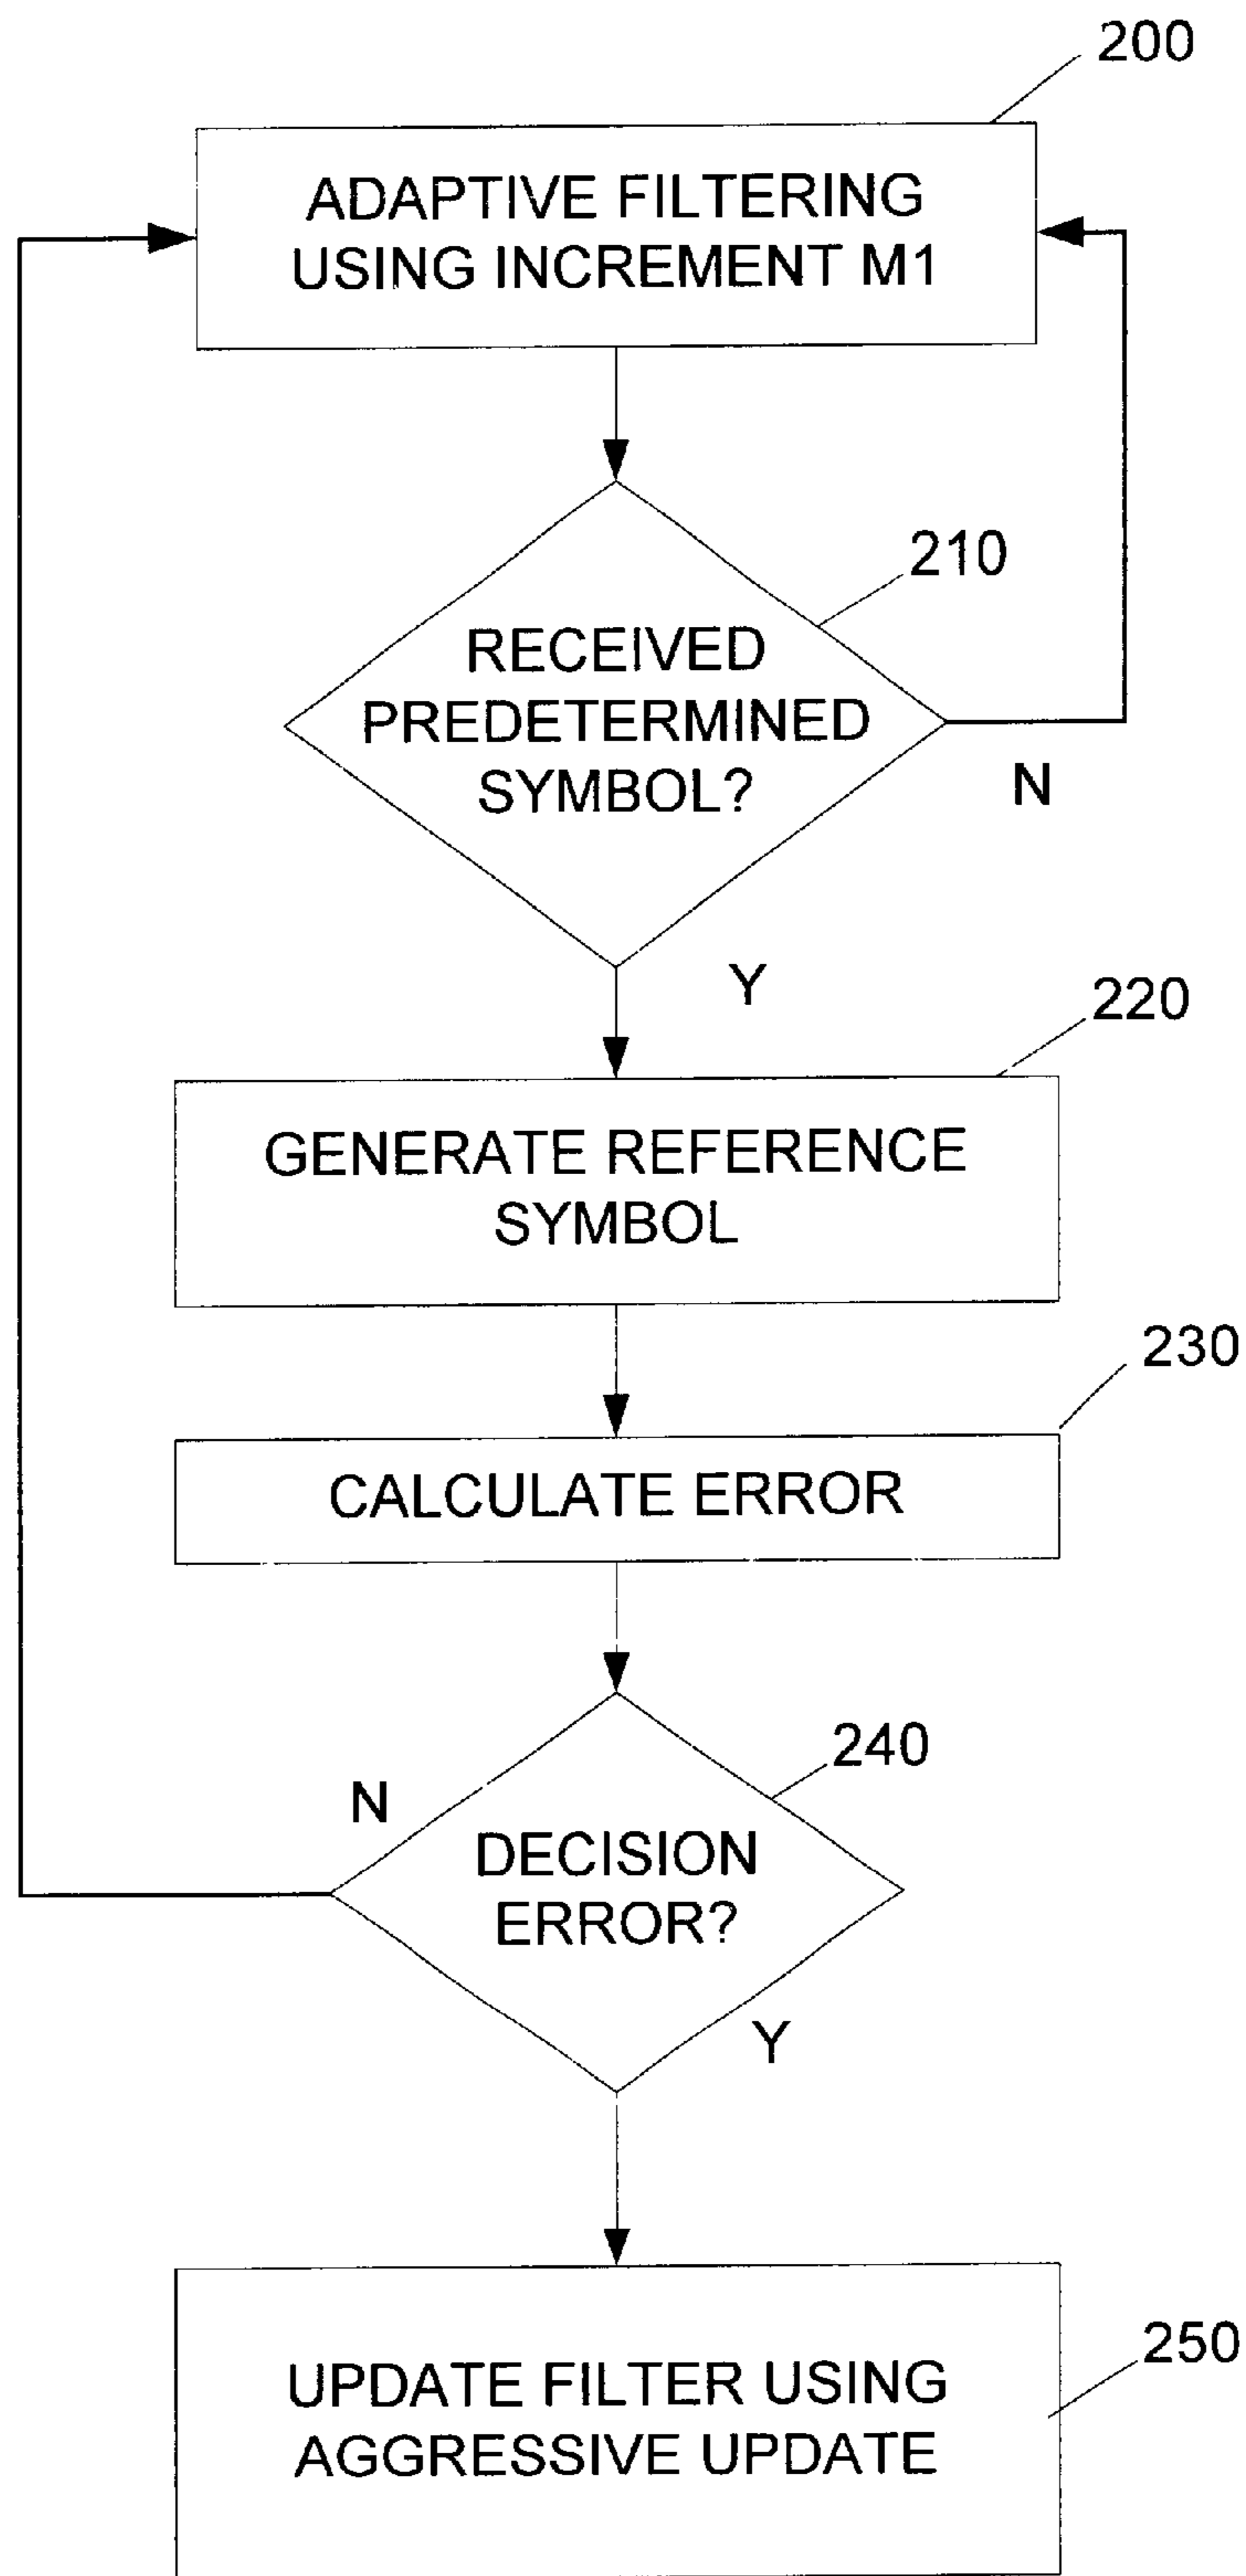 200
ADAPTIVE FILTERING
USING INCREMENT M1
210
RECEIVED
PREDETERMINED
SYMBOL?
N
Y
220
GENERATE REFERENCE
SYMBOL
230
CALCULATE ERROR
240
N
DECISION
ERROR?
Y
250
UPDATE FILTER USING
AGGRESSIVE UPDATE